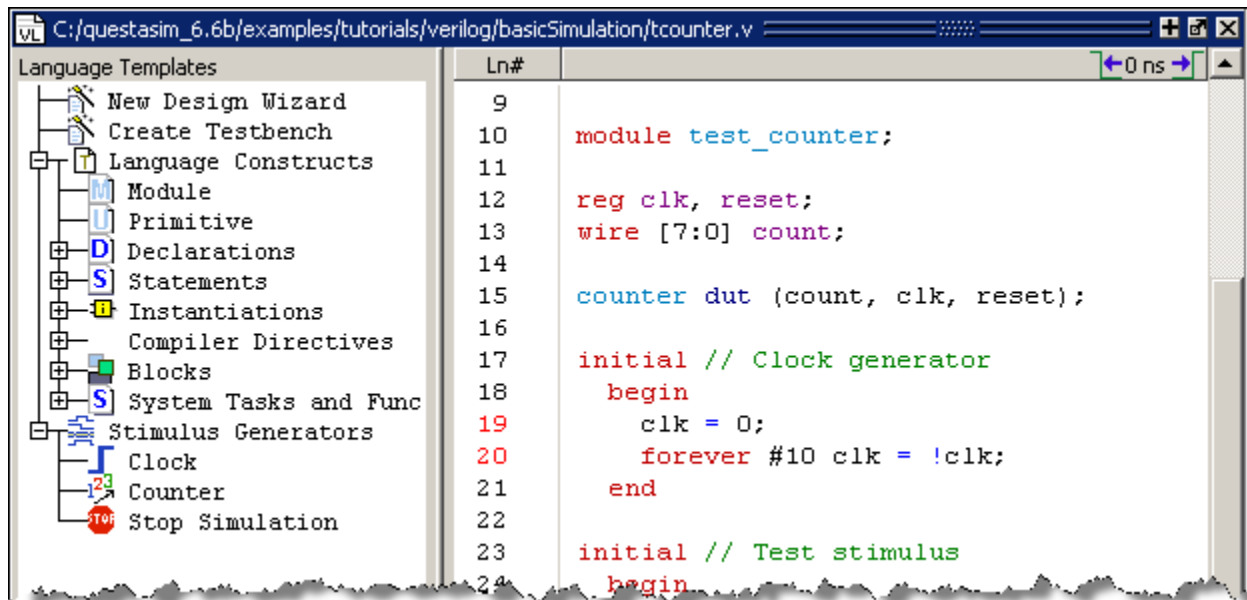 C:/questasim_6.6b/examples/tutorials/verilog/basicSimulation/tcounter.v
Language Templates
New Design Wizard
Create Testbench
Language Constructs
M Module
U Primitive
D Declarations
S Statements
Instantiations
Compiler Directives
Blocks
S System Tasks and Func
Stimulus Generators
Clock
123 Counter
STOP Stop Simulation
Ln# 0 ns
9
10 module test_counter;
11
12 reg clk, reset;
13 wire [7:0] count;
14
15 counter dut (count, clk, reset);
16
17 initial // Clock generator
18 begin
19 clk = 0;
20 forever #10 clk = !clk;
21 end
22
23 initial // Test stimulus
24 begin